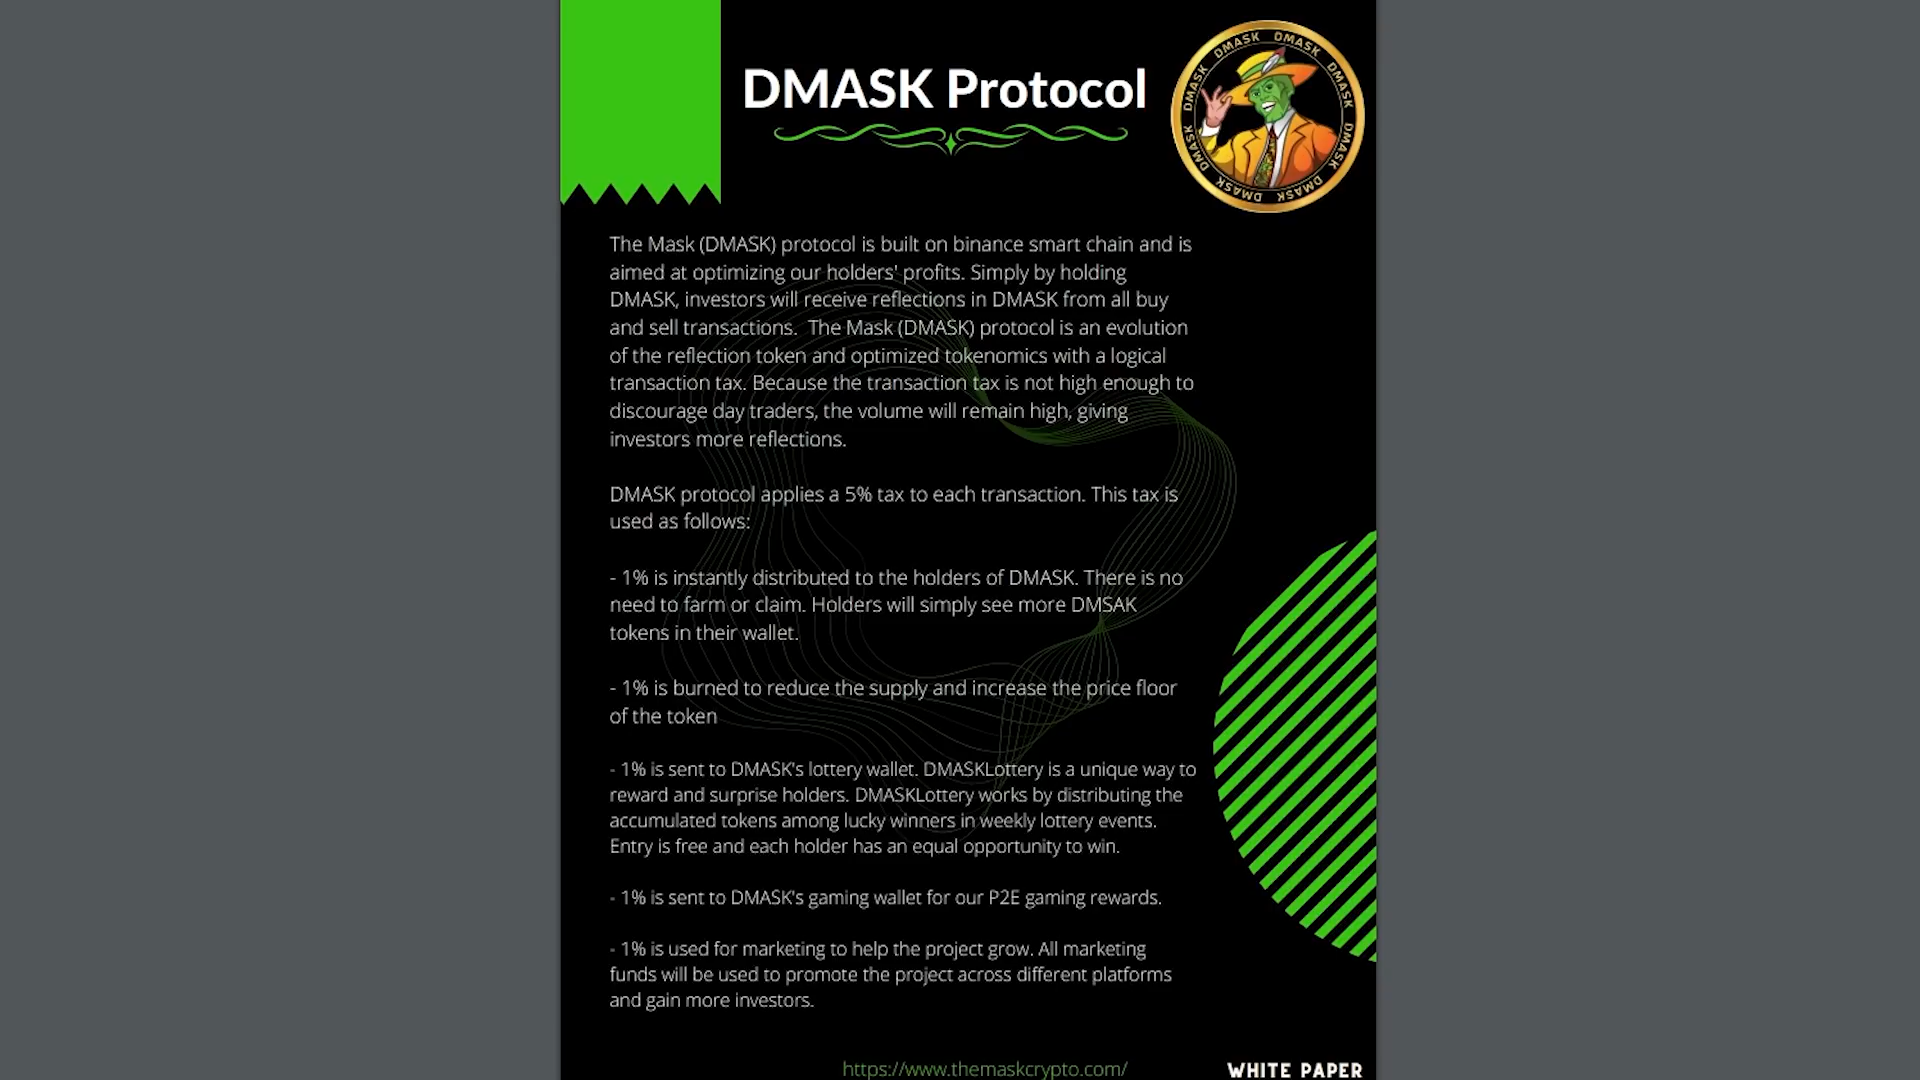 DMASK Protocol
DMASK DMASK DMASK DMASK DMASK DMASK DMASK DMASK DMASK
The Mask (DMASK) protocol is built on binance smart chain and is
aimed at optimizing our holders' profits. Simply by holding
DMASK, investors will receive reflections in DMASK from all buy
and sell transactions. The Mask (DMASK) protocol is an evolution
of the reflection token and optimized tokenomics with a logical
transaction tax. Because the transaction tax is not high enough to
discourage day traders, the volume will remain high, giving
investors more reflections.
DMASK protocol applies a 5% tax to each transaction. This tax is
used as follows:
- 1% is instantly distributed to the holders of DMASK. There is no
need to farm or claim. Holders will simply see more DMSAK
tokens in their wallet.
- 1% is burned to reduce the supply and increase the price floor
of the token
- 1% is sent to DMASK's lottery wallet. DMASKLottery is a unique way to
reward and surprise holders. DMASKLottery works by distributing the
accumulated tokens among lucky winners in weekly lottery events.
Entry is free and each holder has an equal opportunity to win.
- 1% is sent to DMASK's gaming wallet for our P2E gaming rewards.
- 1% is used for marketing to help the project grow. All marketing
funds will be used to promote the project across different platforms
and gain more investors.
https://www.themaskcrypto.com/
WHITE PAPER